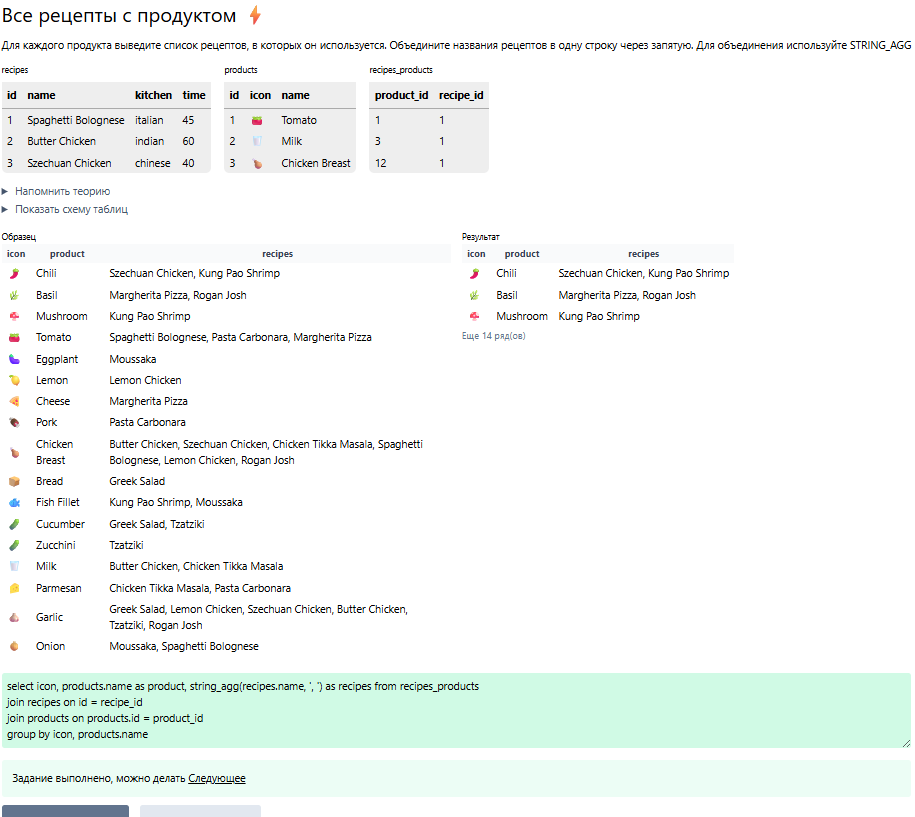 Все рецепты с продуктом
Для каждого продукта выведите список рецептов, в которых он используется. Объедините названия рецептов в одну строку через запятую. Для объединения используйте STRING_AGG
recipes products recipes_products
id name kitchen time id icon name product_id recipe_id
1 Spaghetti Bolognese italian 45 1 Tomato 1 1
2 Butter Chicken indian 60 2 Milk 3 1
3 Szechuan Chicken chinese 40 3 Chicken Breast 12 1
Напомнить теорию
Показать схему таблиц
Образец
icon product recipes
Chili Szechuan Chicken, Kung Pao Shrimp
Basil Margherita Pizza, Rogan Josh
Mushroom Kung Pao Shrimp
Tomato Spaghetti Bolognese, Pasta Carbonara, Margherita Pizza
Eggplant Moussaka
Lemon Lemon Chicken
Cheese Margherita Pizza
Pork Pasta Carbonara
Chicken Breast Butter Chicken, Szechuan Chicken, Chicken Tikka Masala, Spaghetti
Bolognese, Lemon Chicken, Rogan Josh
Bread Greek Salad
Fish Fillet Kung Pao Shrimp, Moussaka
Cucumber Greek Salad, Tzatziki
Zucchini Tzatziki
Milk Butter Chicken, Chicken Tikka Masala
Parmesan Chicken Tikka Masala, Pasta Carbonara
Garlic Greek Salad, Lemon Chicken, Szechuan Chicken, Butter Chicken,
Tzatziki, Rogan Josh
Onion Moussaka, Spaghetti Bolognese
Результат
icon product recipes
Chili Szechuan Chicken, Kung Pao Shrimp
Basil Margherita Pizza, Rogan Josh
Mushroom Kung Pao Shrimp
Еще 14 ряд(ов)
select icon, products.name as product, string_agg(recipes.name, ', ') as recipes from recipes_products
join recipes on id = recipe_id
join products on products.id = product_id
group by icon, products.name
Задание выполнено, можно делать Следующее